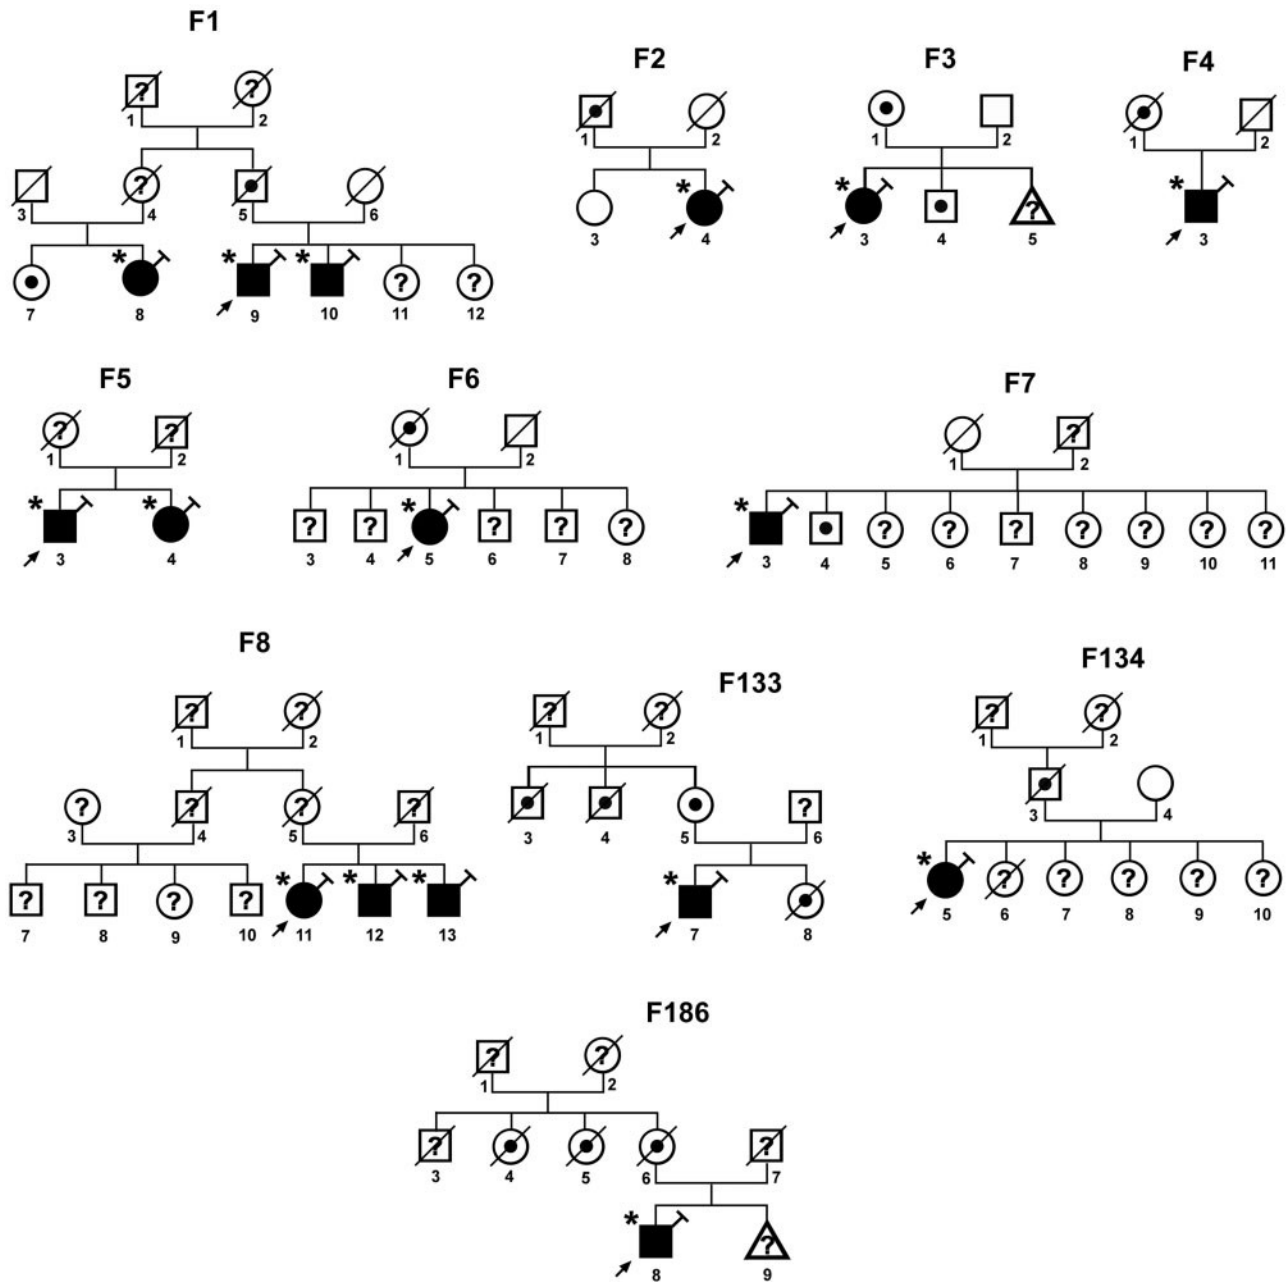 F1
F2 F3 F4
? ?
1 2
1 2 1 2 1 2
?
3 4 5 6
* * *
? ?
7 8 9 10 11 12
* * ? *
3 4 3 4 5 3
F5 F6 F7
? ? ?
1 2 1 2 1 2
* * ? ? * ? ? ? * ? ? ? ? ? ? ?
3 4 3 4 5 6 7 8 3 4 5 6 7 8 9 10 11
F8 F133 F134
? ? ? ? ? ?
1 2 1 2 1 2
? ? ? ? ?
3 4 5 6 3 4 5 6 3 4
? ? ? ? * * * * * ? ? ? ? ?
7 8 9 10 11 12 13 7 8 5 6 7 8 9 10
F186
? ?
1 2
? ?
3 4 5 6 7
* ?
8 9